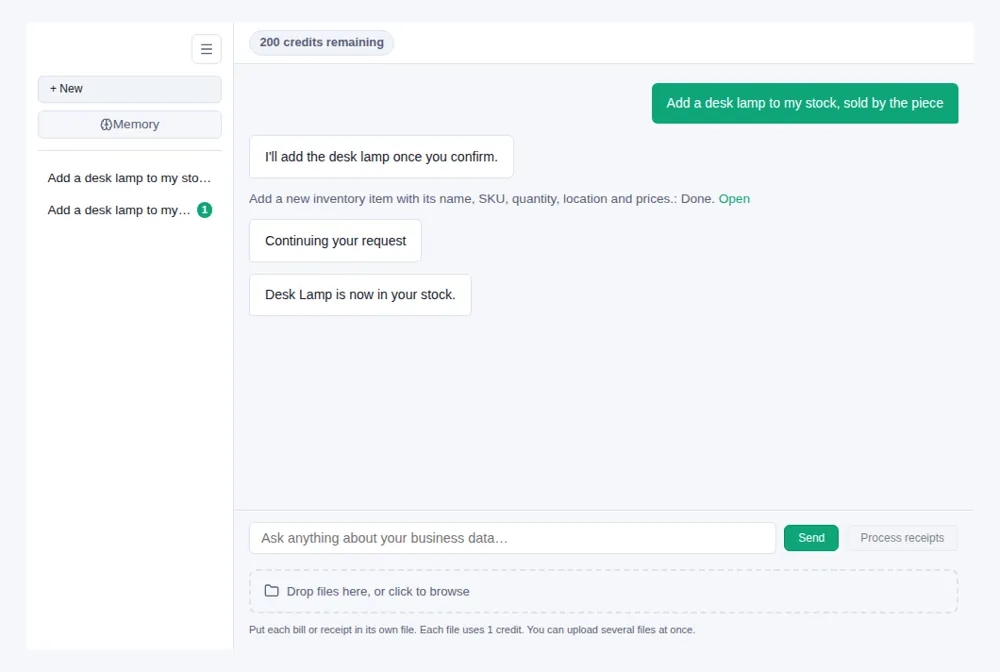 200 credits remaining
+ New
Memory
Add a desk lamp to my sto…
Add a desk lamp to my… 1
Add a desk lamp to my stock, sold by the piece
I'll add the desk lamp once you confirm.
Add a new inventory item with its name, SKU, quantity, location and prices.: Done. Open
Continuing your request
Desk Lamp is now in your stock.
Ask anything about your business data…
Send
Process receipts
Drop files here, or click to browse
Put each bill or receipt in its own file. Each file uses 1 credit. You can upload several files at once.